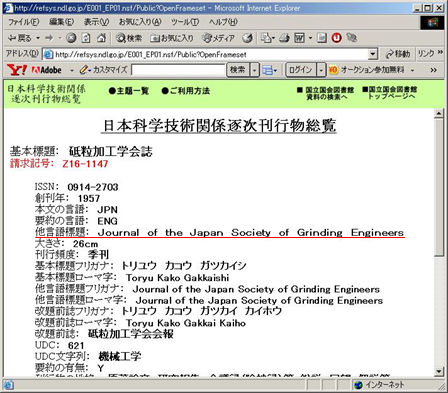 http://refsys.ndl.go.jp/E001_EP01.nsf/Public?OpenFrameset - Microsoft Internet Explorer
ファイル(F) 編集(E) 表示(V) お気に入り(A) ツール(T) ヘルプ(H)
戻る 検索 お気に入り メディア
アドレス(D) http://refsys.ndl.go.jp/E001_EP01.nsf/Public?OpenFrameset 移動 リンク »
Y! Adobe カスタマイズ 検索 ログイン YO オークション参加無料 »
日本科学技術関係
逐次刊行物総覧
●主題一覧 ●ご利用方法
■ 国立国会図書館
資料の検索へ
■ 国立国会図書館
トップページへ
日本科学技術関係逐次刊行物総覧
基本標題: 砥粒加工学会誌
請求記号: Z16-1147
ISSN: 0914-2703
創刊年: 1957
本文の言語: JPN
要約の言語: ENG
他言語標題: Journal of the Japan Society of Grinding Engineers
大きさ: 26cm
刊行頻度: 季刊
基本標題フリガナ: トリユウ カコウ ガツカイシ
基本標題ローマ字: Toryu Kako Gakkaishi
他言語標題フリガナ: Journal of the Japan Society of Grinding Engineers
他言語標題ローマ字: Journal of the Japan Society of Grinding Engineers
改題前誌フリガナ: トリユウ カコウ ガツカイ カイホウ
改題前誌ローマ字: Toryu Kako Gakkai Kaiho
改題前誌: 砥粒加工学会会報
UDC: 621
UDC文字列: 機械工学
要約の有無: Y
インターネット